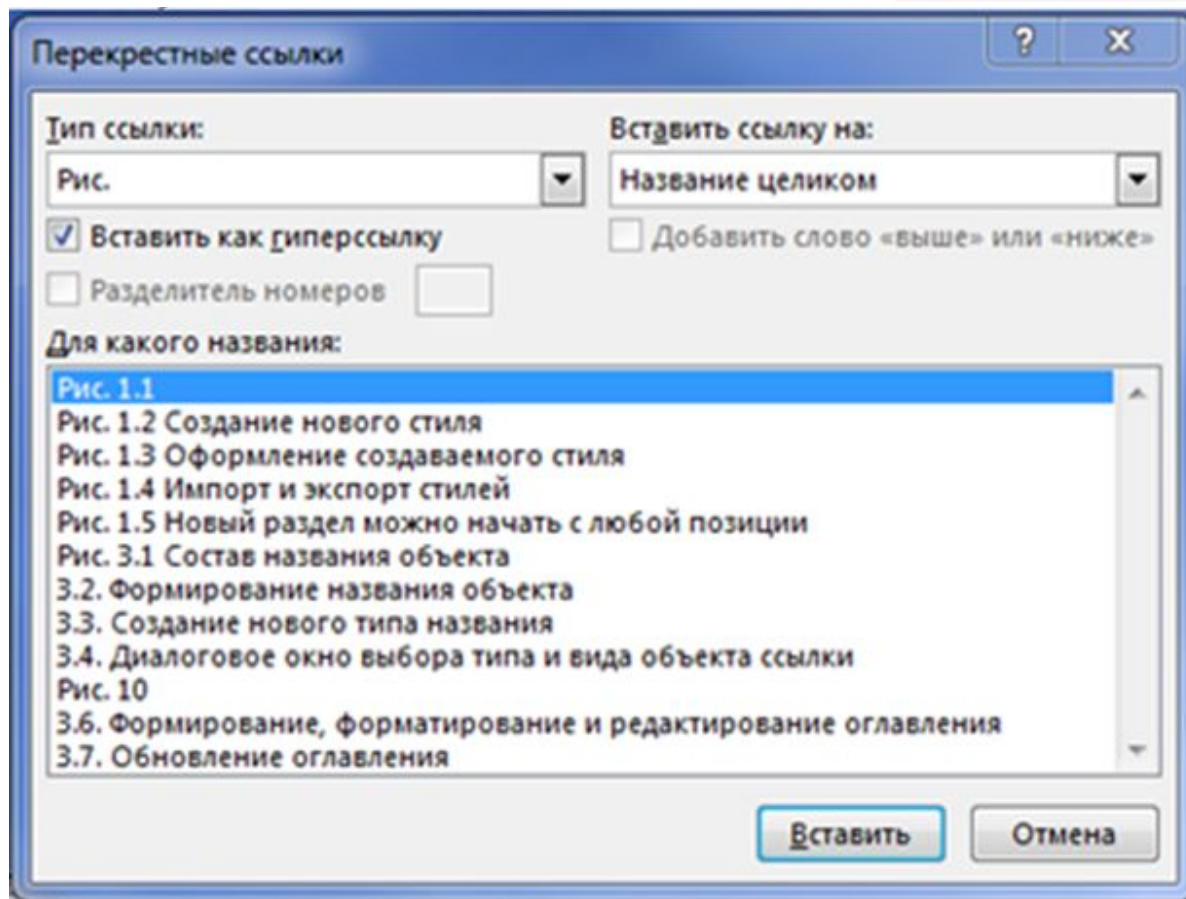 Перекрестные ссылки
Тип ссылки:
Вставить ссылку на:
Рис.
Название целиком
Вставить как гиперссылку
Добавить слово «выше» или «ниже»
Разделитель номеров
Для какого названия:
Рис. 1.1
Рис. 1.2 Создание нового стиля
Рис. 1.3 Оформление создаваемого стиля
Рис. 1.4 Импорт и экспорт стилей
Рис. 1.5 Новый раздел можно начать с любой позиции
Рис. 3.1 Состав названия объекта
3.2. Формирование названия объекта
3.3. Создание нового типа названия
3.4. Диалоговое окно выбора типа и вида объекта ссылки
Рис. 10
3.6. Формирование, форматирование и редактирование оглавления
3.7. Обновление оглавления
Вставить
Отмена